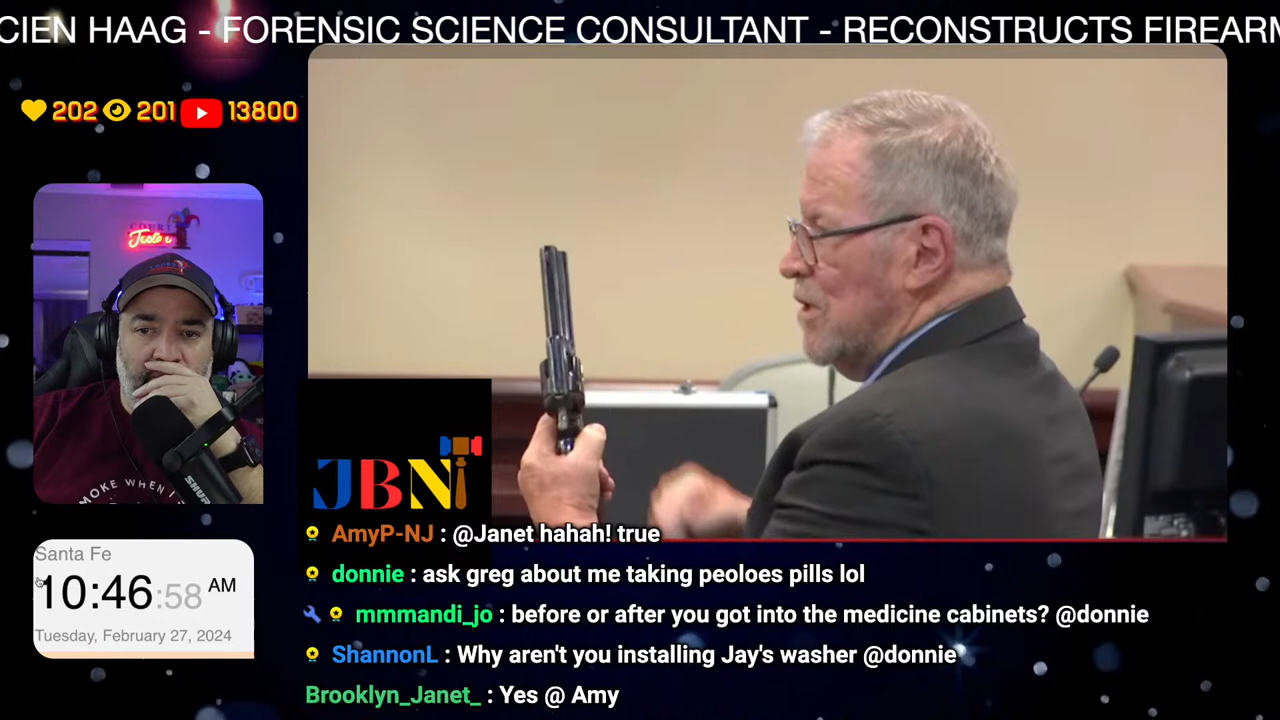 CIEN HAAG - FORENSIC SCIENCE CONSULTANT - RECONSTRUCTS FIREARM
202 201 13800
JBN
AmyP-NJ : @Janet hahah! true
donnie : ask greg about me taking peoloes pills lol
mmmandi_jo : before or after you got into the medicine cabinets? @donnie
ShannonL : Why aren't you installing Jay's washer @donnie
Brooklyn_Janet_ : Yes @ Amy
SMOKE WHEN I
SHURE
Santa Fe
10:46:58 AM
Tuesday, February 27, 2024